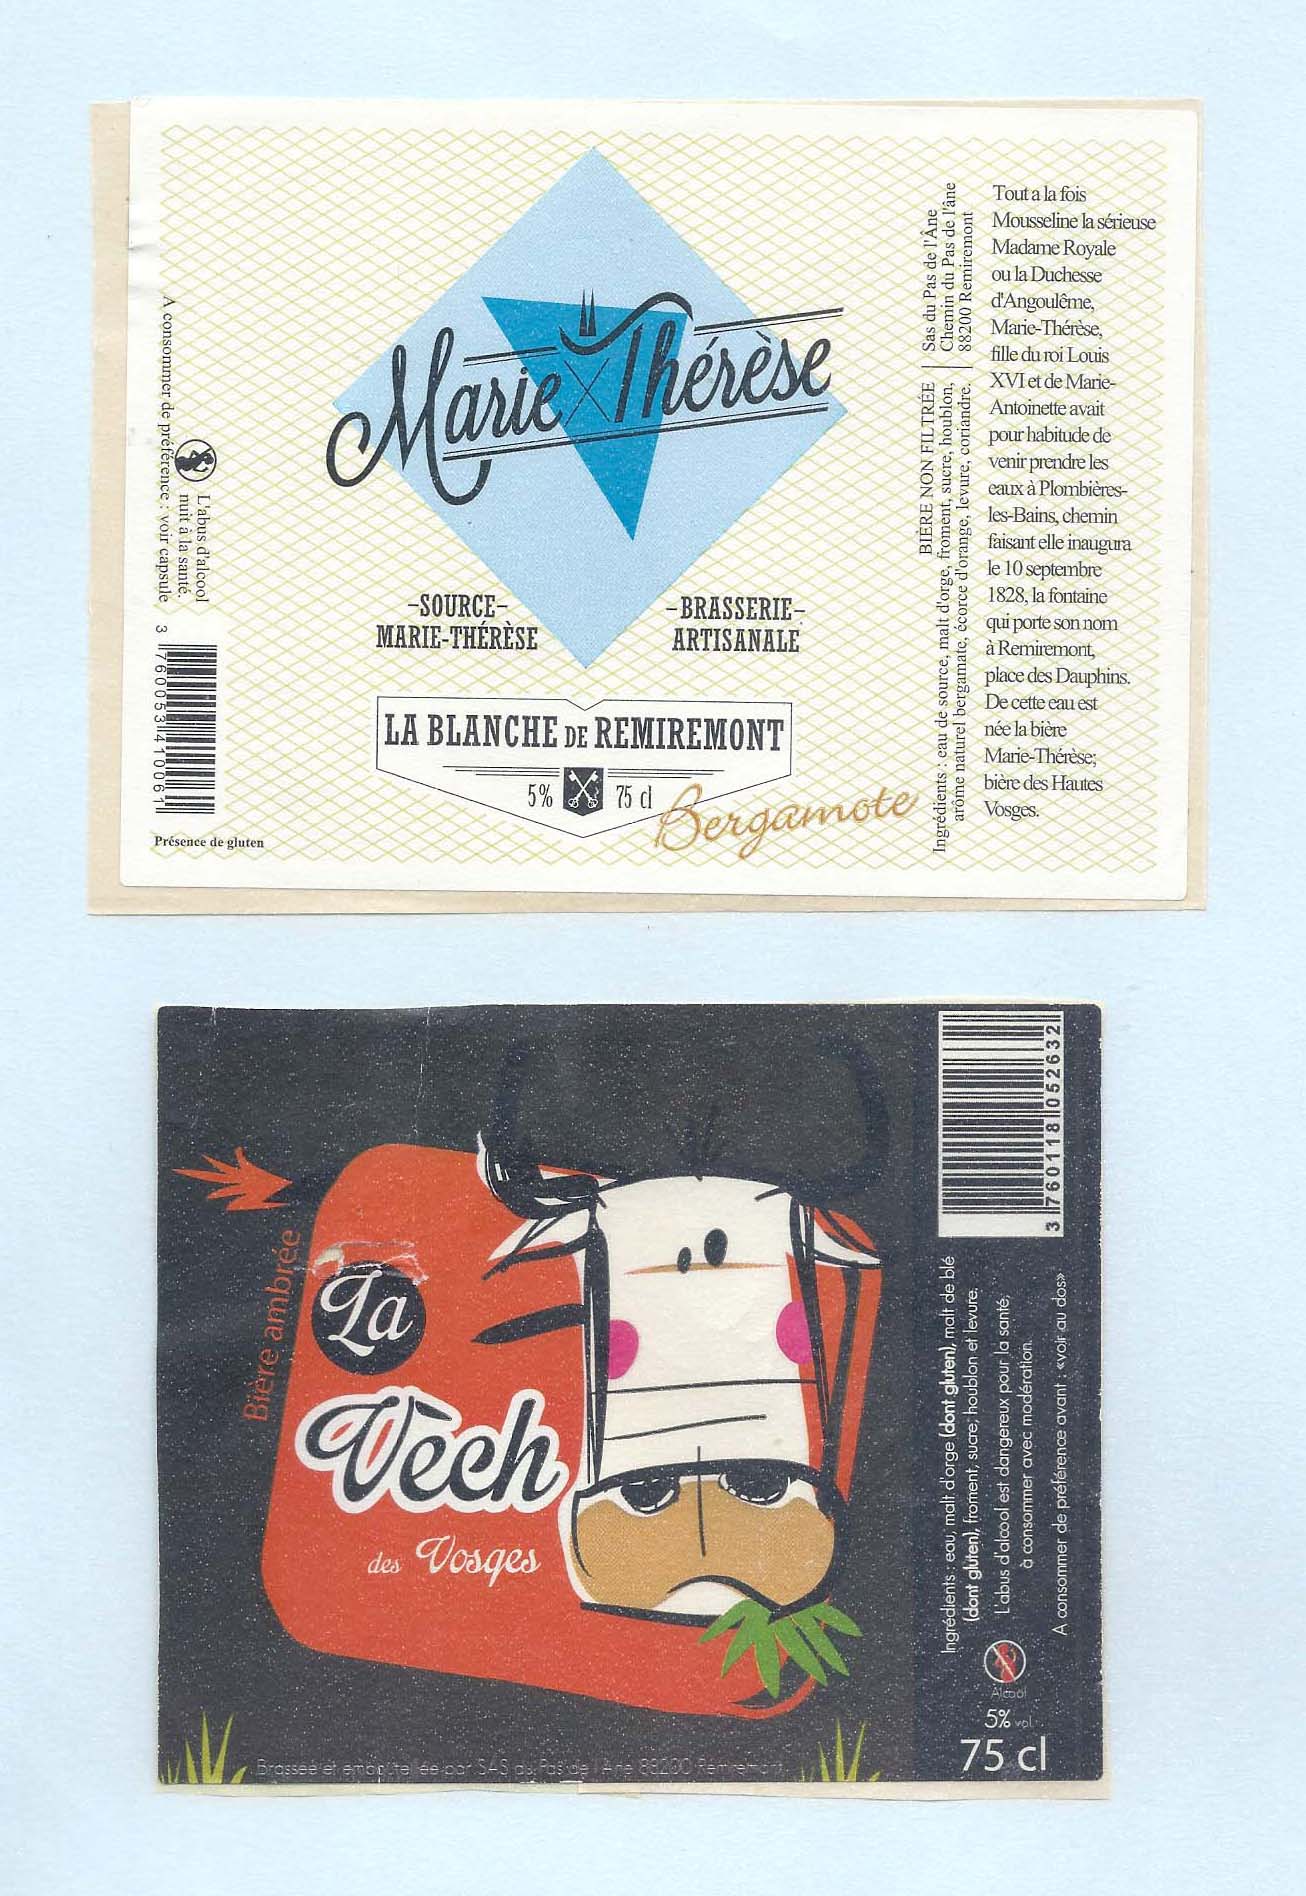 A consommer de préférence : voir capsule
L'abus d'alcool
nuit à la santé.
3 760053 410061
Présence de gluten
Marie Thérèse
-SOURCE-
MARIE-THÉRÈSE
-BRASSERIE-
ARTISANALE
LA BLANCHE DE REMIREMONT
5% 75 cl
Bergamote
BIÈRE NON FILTRÉE
Ingrédients : eau de source, malt d'orge, froment, sucre, houblon,
arôme naturel bergamate, écorce d'orange, levure, coriandre.
Sas du Pas de l'Âne
Chemin du Pas de l'âne
88200 Remiremont
Tout a la fois
Mousseline la sérieuse
Madame Royale
ou la Duchesse
d'Angoulême,
Marie-Thérèse,
fille du roi Louis
XVI et de Marie-
Antoinette avait
pour habitude de
venir prendre les
eaux à Plombières-
les-Bains, chemin
faisant elle inaugura
le 10 septembre
1828, la fontaine
qui porte son nom
à Remiremont,
place des Dauphins.
De cette eau est
née la bière
Marie-Thérèse;
bière des Hautes
Vosges.
Bière ambrée
La
Vèch
des Vosges
Brassée et embouteillée par SAS du Pas de l'Ane 88200 Remiremont
3 760118 052632
Ingrédients : eau, malt d'orge (dont gluten), malt de blé
(dont gluten), froment, sucre, houblon et levure.
L'abus d'alcool est dangereux pour la santé,
à consommer avec modération.
A consommer de préférence avant : «voir au dos»
Alcool
5% vol.
75 cl